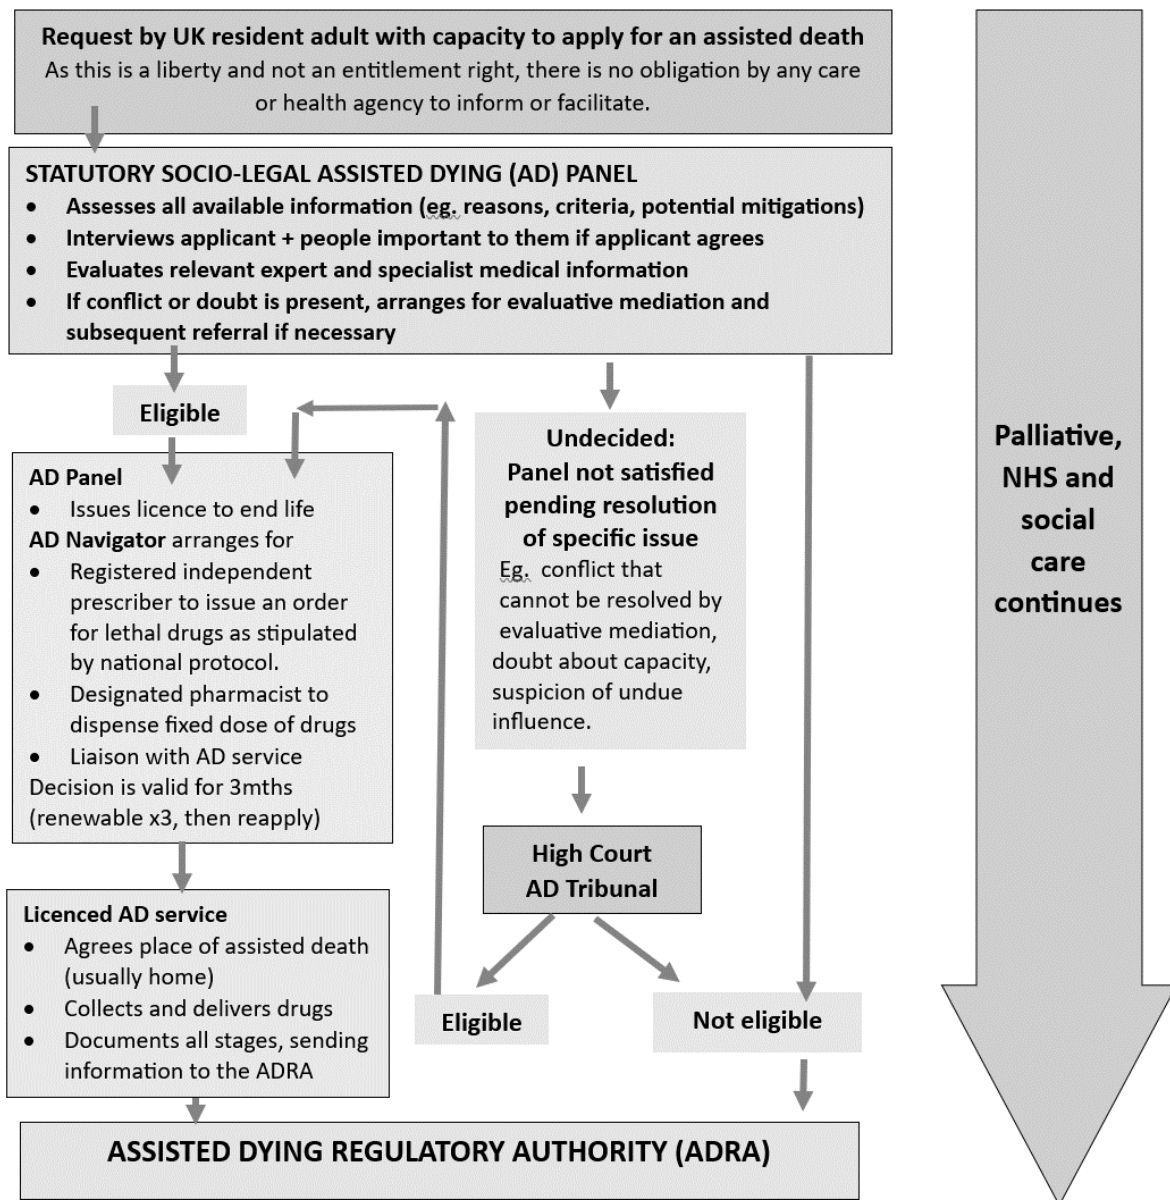 Request by UK resident adult with capacity to apply for an assisted death
As this is a liberty and not an entitlement right, there is no obligation by any care
or health agency to inform or facilitate.
STATUTORY SOCIO-LEGAL ASSISTED DYING (AD) PANEL
• Assesses all available information (eg. reasons, criteria, potential mitigations)
• Interviews applicant + people important to them if applicant agrees
• Evaluates relevant expert and specialist medical information
• If conflict or doubt is present, arranges for evaluative mediation and
subsequent referral if necessary
Eligible
AD Panel
• Issues licence to end life
AD Navigator arranges for
• Registered independent
prescriber to issue an order
for lethal drugs as stipulated
by national protocol.
• Designated pharmacist to
dispense fixed dose of drugs
• Liaison with AD service
Decision is valid for 3mths
(renewable x3, then reapply)
Licenced AD service
• Agrees place of assisted death
(usually home)
• Collects and delivers drugs
• Documents all stages, sending
information to the ADRA
Undecided:
Panel not satisfied
pending resolution
of specific issue
Eg. conflict that
cannot be resolved by
evaluative mediation,
doubt about capacity,
suspicion of undue
influence.
High Court
AD Tribunal
Eligible
Not eligible
ASSISTED DYING REGULATORY AUTHORITY (ADRA)
Palliative,
NHS and
social
care
continues